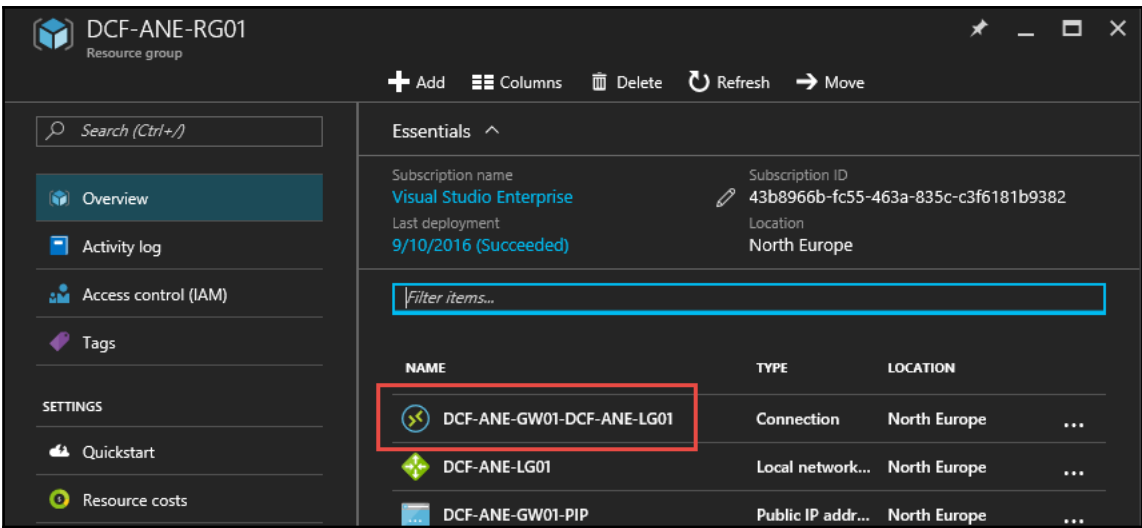 DCF-ANE-RG01
Resource group
Add Columns Delete Refresh Move
Search (Ctrl+/)
Overview
Activity log
Access control (IAM)
Tags
SETTINGS
Quickstart
Resource costs
Essentials
Subscription name
Visual Studio Enterprise
Last deployment
9/10/2016 (Succeeded)
Subscription ID
43b8966b-fc55-463a-835c-c3f6181b9382
Location
North Europe
Filter items...
NAME TYPE LOCATION
DCF-ANE-GW01-DCF-ANE-LG01 Connection North Europe ...
DCF-ANE-LG01 Local network... North Europe ...
DCF-ANE-GW01-PIP Public IP addr... North Europe ...